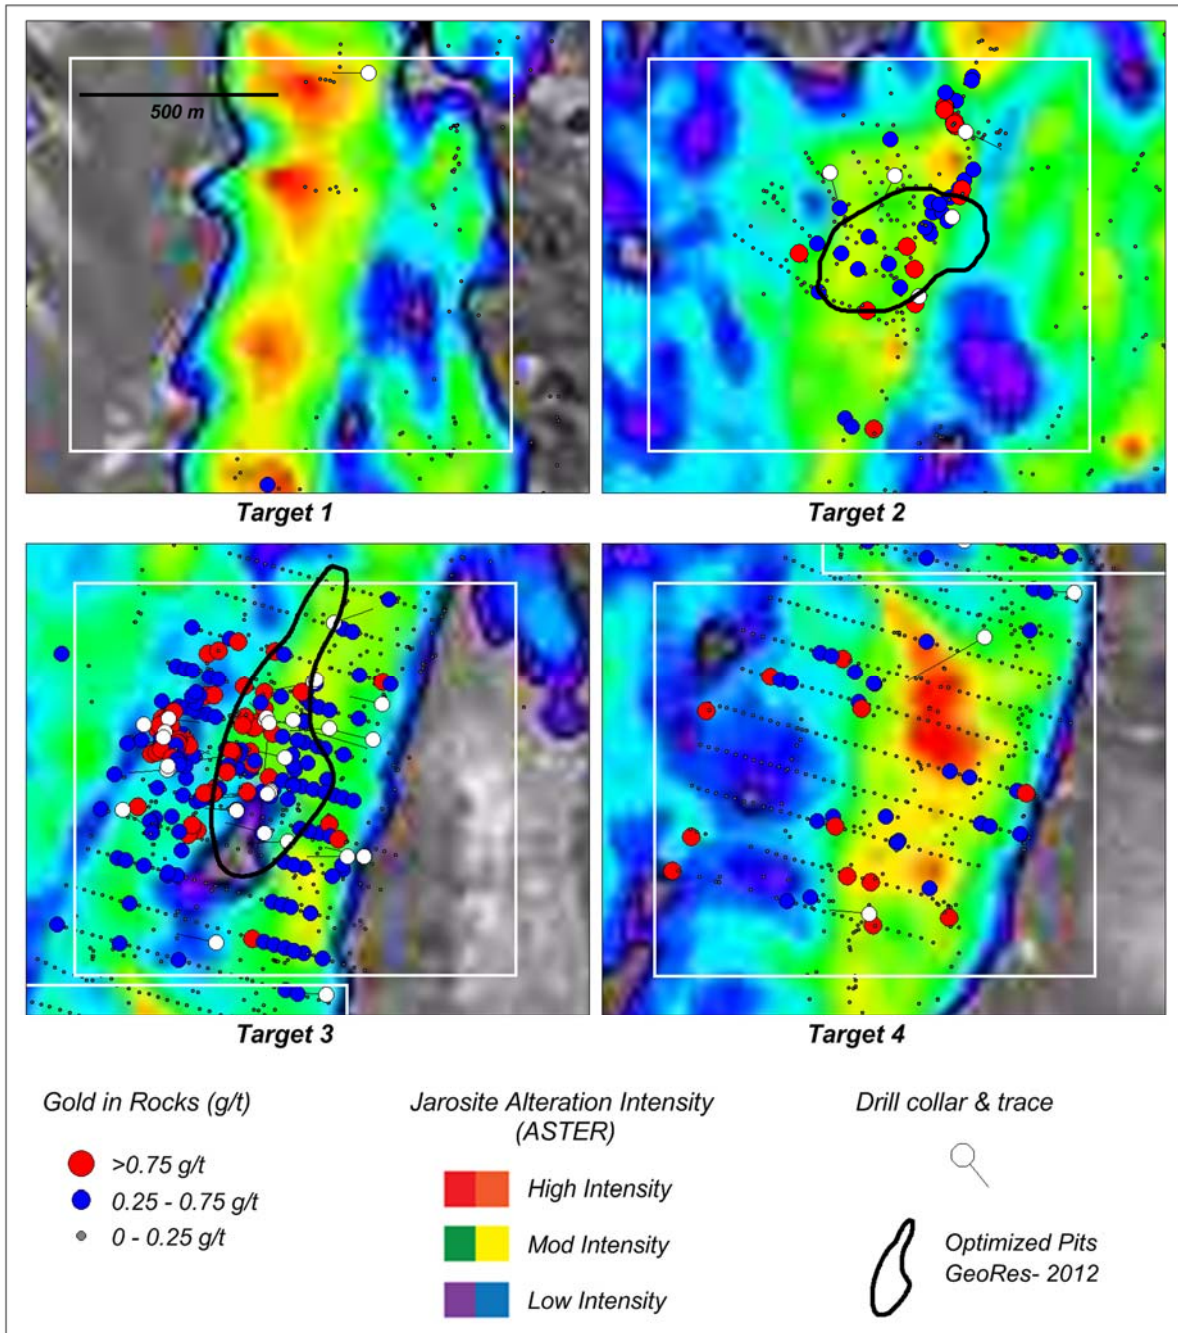 500 m
Target 1
Target 2
Target 3
Target 4
Gold in Rocks (g/t)
>0.75 g/t
0.25 - 0.75 g/t
0 - 0.25 g/t
Jarosite Alteration Intensity
(ASTER)
High Intensity
Mod Intensity
Low Intensity
Drill collar & trace
Optimized Pits
GeoRes- 2012